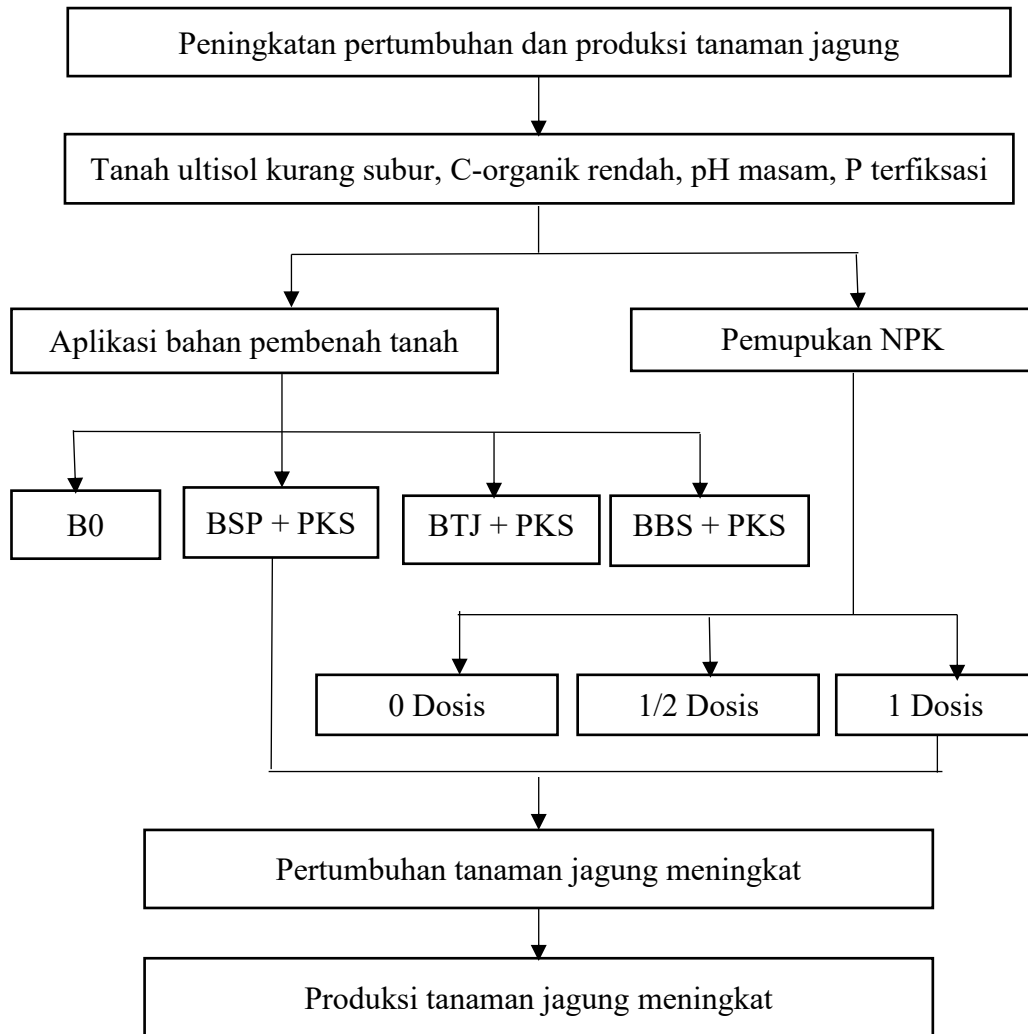 Peningkatan pertumbuhan dan produksi tanaman jagung
Tanah ultisol kurang subur, C-organik rendah, pH masam, P terfiksasi
Aplikasi bahan pembenah tanah
Pemupukan NPK
B0
BSP + PKS
BTJ + PKS
BBS + PKS
0 Dosis
1/2 Dosis
1 Dosis
Pertumbuhan tanaman jagung meningkat
Produksi tanaman jagung meningkat